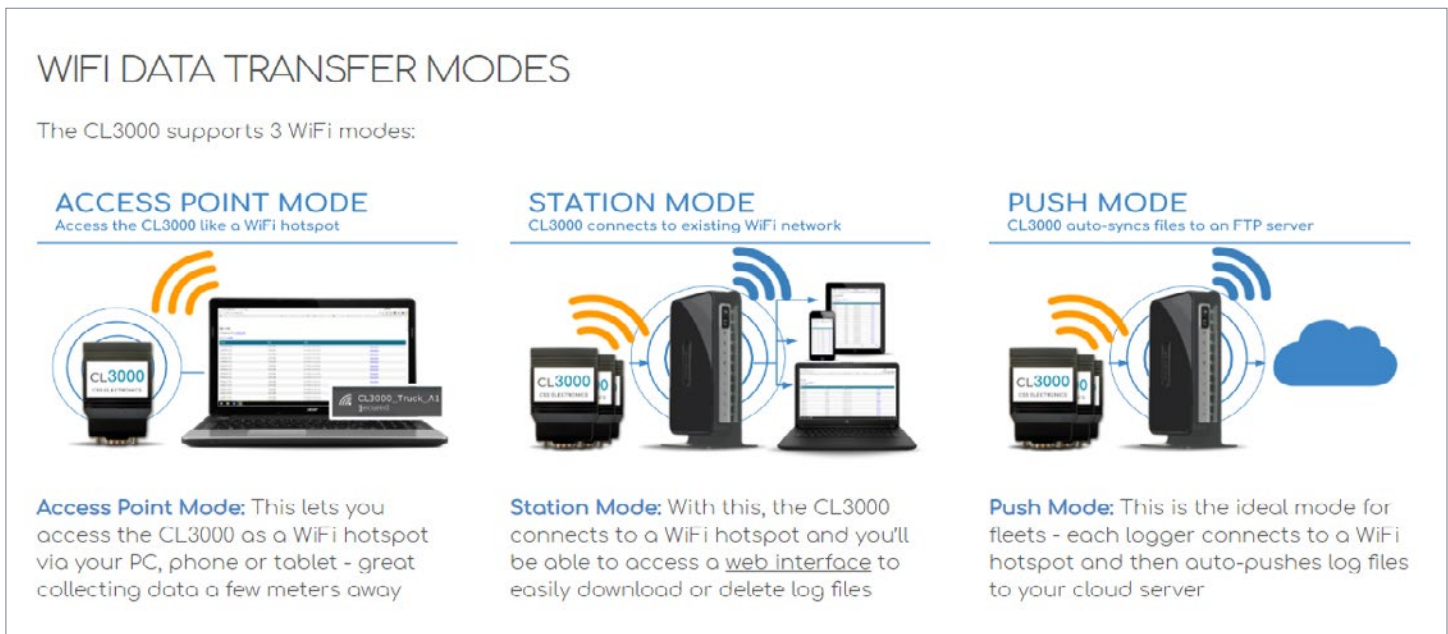 WIFI DATA TRANSFER MODES
The CL3000 supports 3 WiFi modes:
ACCESS POINT MODE
Access the CL3000 like a WiFi hotspot
CL3000
CSS ELECTRONICS
CL3000_Truck_A1
Secured
Access Point Mode: This lets you
access the CL3000 as a WiFi hotspot
via your PC, phone or tablet - great
collecting data a few meters away
STATION MODE
CL3000 connects to existing WiFi network
CL3000
CSS ELECTRONICS
Station Mode: With this, the CL3000
connects to a WiFi hotspot and you'll
be able to access a web interface to
easily download or delete log files
PUSH MODE
CL3000 auto-syncs files to an FTP server
CL3000
CSS ELECTRONICS
Push Mode: This is the ideal mode for
fleets - each logger connects to a WiFi
hotspot and then auto-pushes log files
to your cloud server